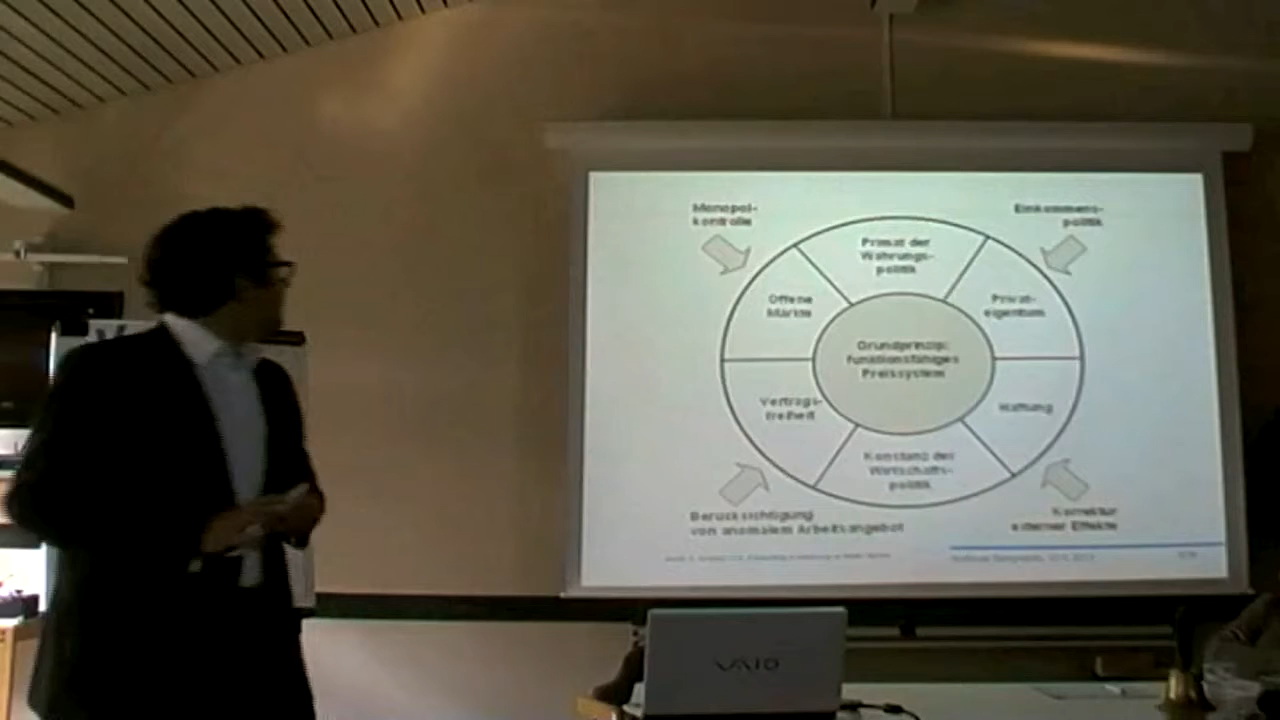 Monopol-
kontrolle
Einkommens-
politik
Primat der
Währungs-
politik
Offene
Märkte
Privat-
eigentum
Grundprinzip:
funktionsfähiges
Preissystem
Vertrags-
freiheit
Haftung
Konstanz der
Wirtschafts-
politik
Berücksichtigung
von anomalem Arbeitsangebot
Korrektur
externer Effekte
VAIO